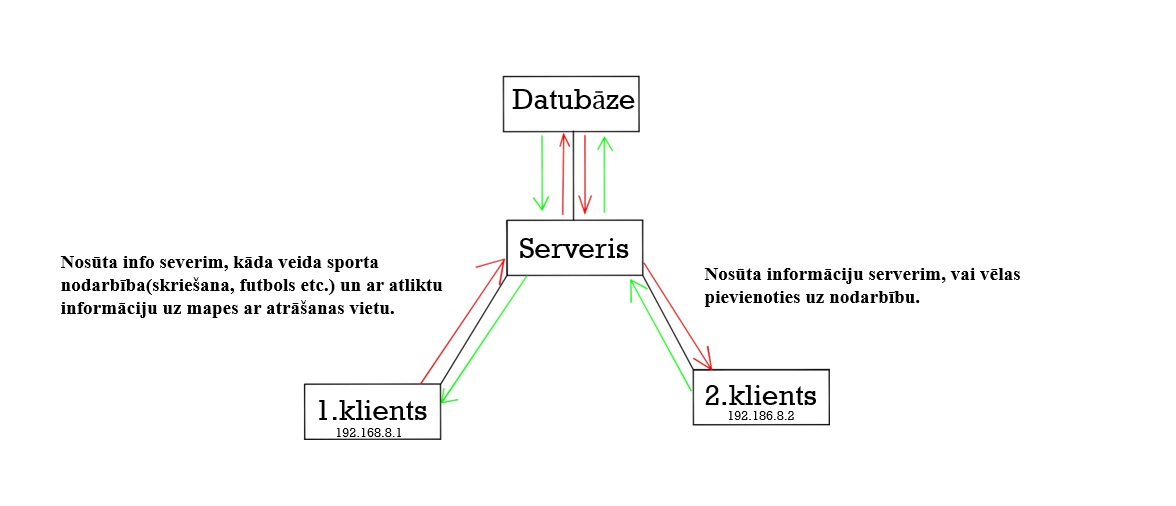 Datubāze
Serveris
Nosūta info severim, kāda veida sporta
nodarbība(skriešana, futbols etc.) un ar atliktu
informāciju uz mapes ar atrāšanas vietu.
Nosūta informāciju serverim, vai vēlas
pievienoties uz nodarbību.
1.klients
192.168.8.1
2.klients
192.186.8.2